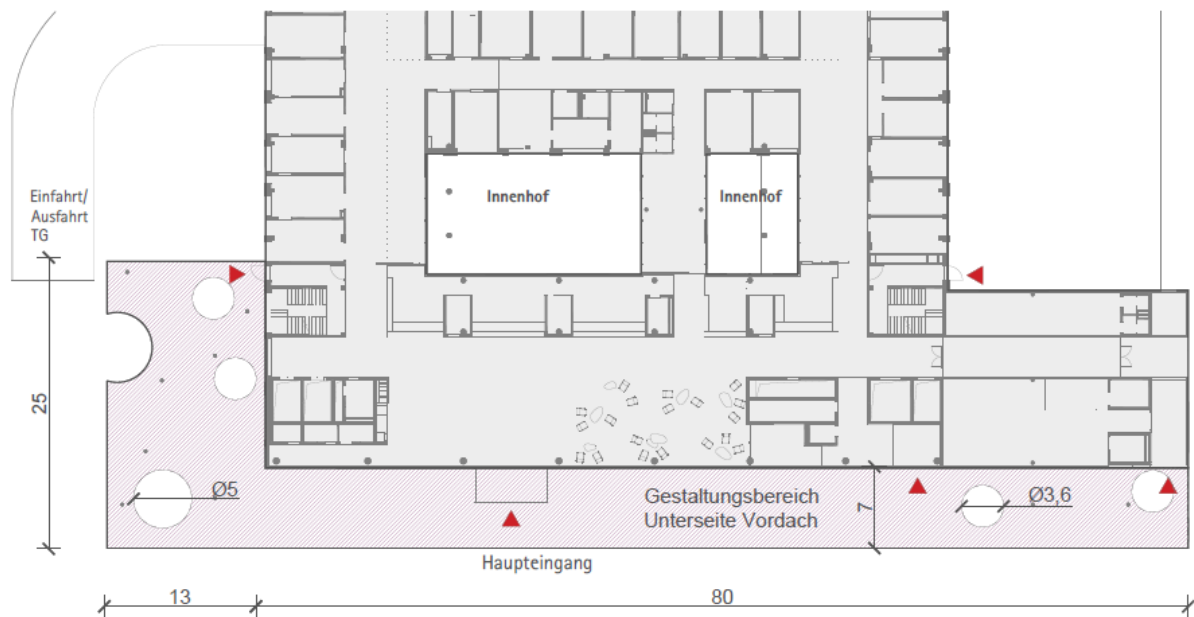 Innenhof
Innenhof
Einfahrt/
Ausfahrt
TG
25
Ø5
Gestaltungsbereich
Unterseite Vordach
7
Ø3,6
Haupteingang
13
80